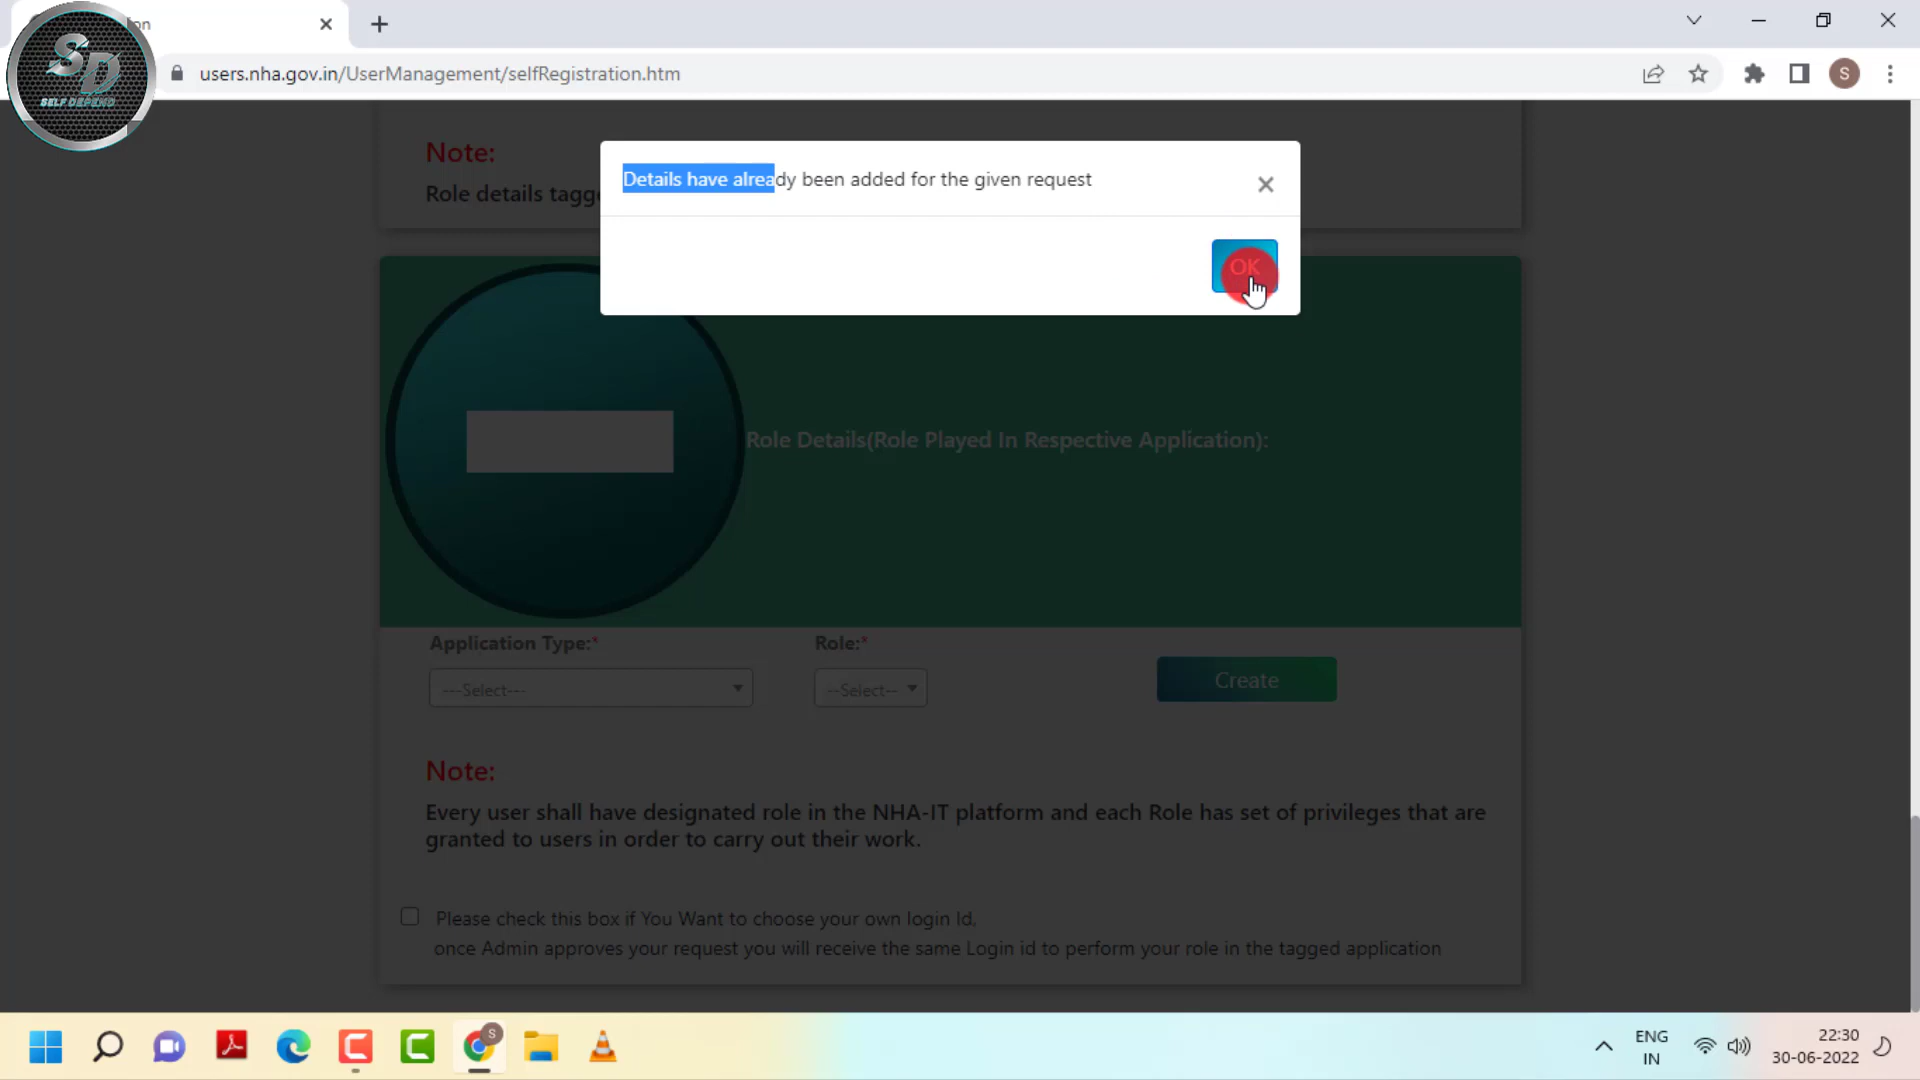 on
users.nha.gov.in/UserManagement/selfRegistration.htm
S
SD
SELF DEPEND
Note:
Role details tagge
Details have already been added for the given request
OK
Role Details(Role Played In Respective Application):
Application Type:*
Role:*
---Select---
--Select--
Create
Note:
Every user shall have designated role in the NHA-IT platform and each Role has set of privileges that are
granted to users in order to carry out their work.
Please check this box if You Want to choose your own login Id,
once Admin approves your request you will receive the same Login id to perform your role in the tagged application
S
ENG
IN
22:30
30-06-2022